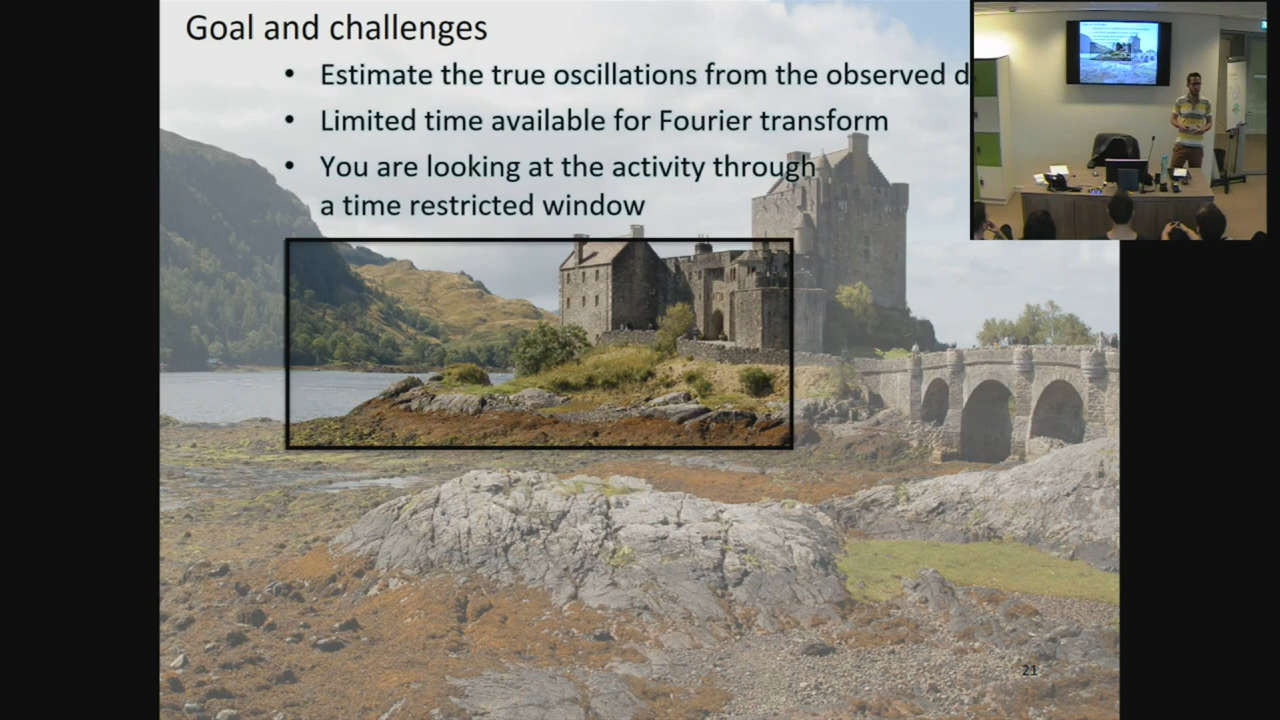 Goal and challenges
• Estimate the true oscillations from the observed d
• Limited time available for Fourier transform
• You are looking at the activity through
a time restricted window
21